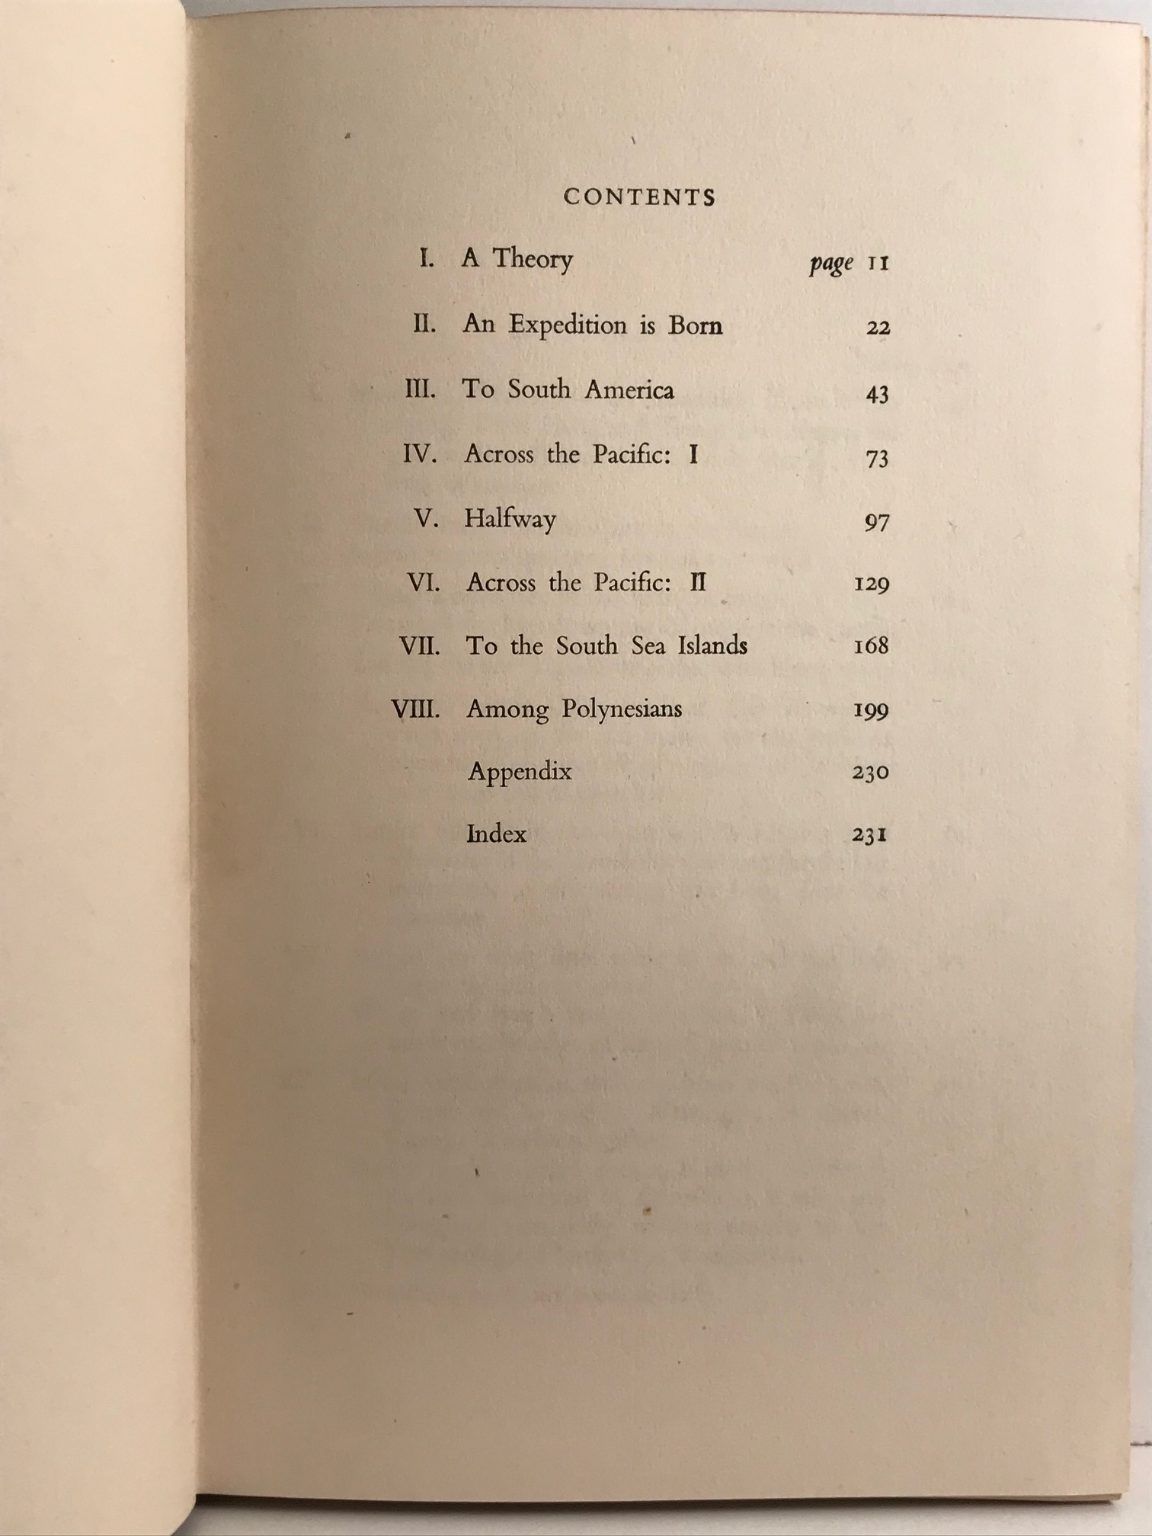 CONTENTS
I. A Theory page 11
II. An Expedition is Born 22
III. To South America 43
IV. Across the Pacific: I 73
V. Halfway 97
VI. Across the Pacific: II 129
VII. To the South Sea Islands 168
VIII. Among Polynesians 199
Appendix 230
Index 231